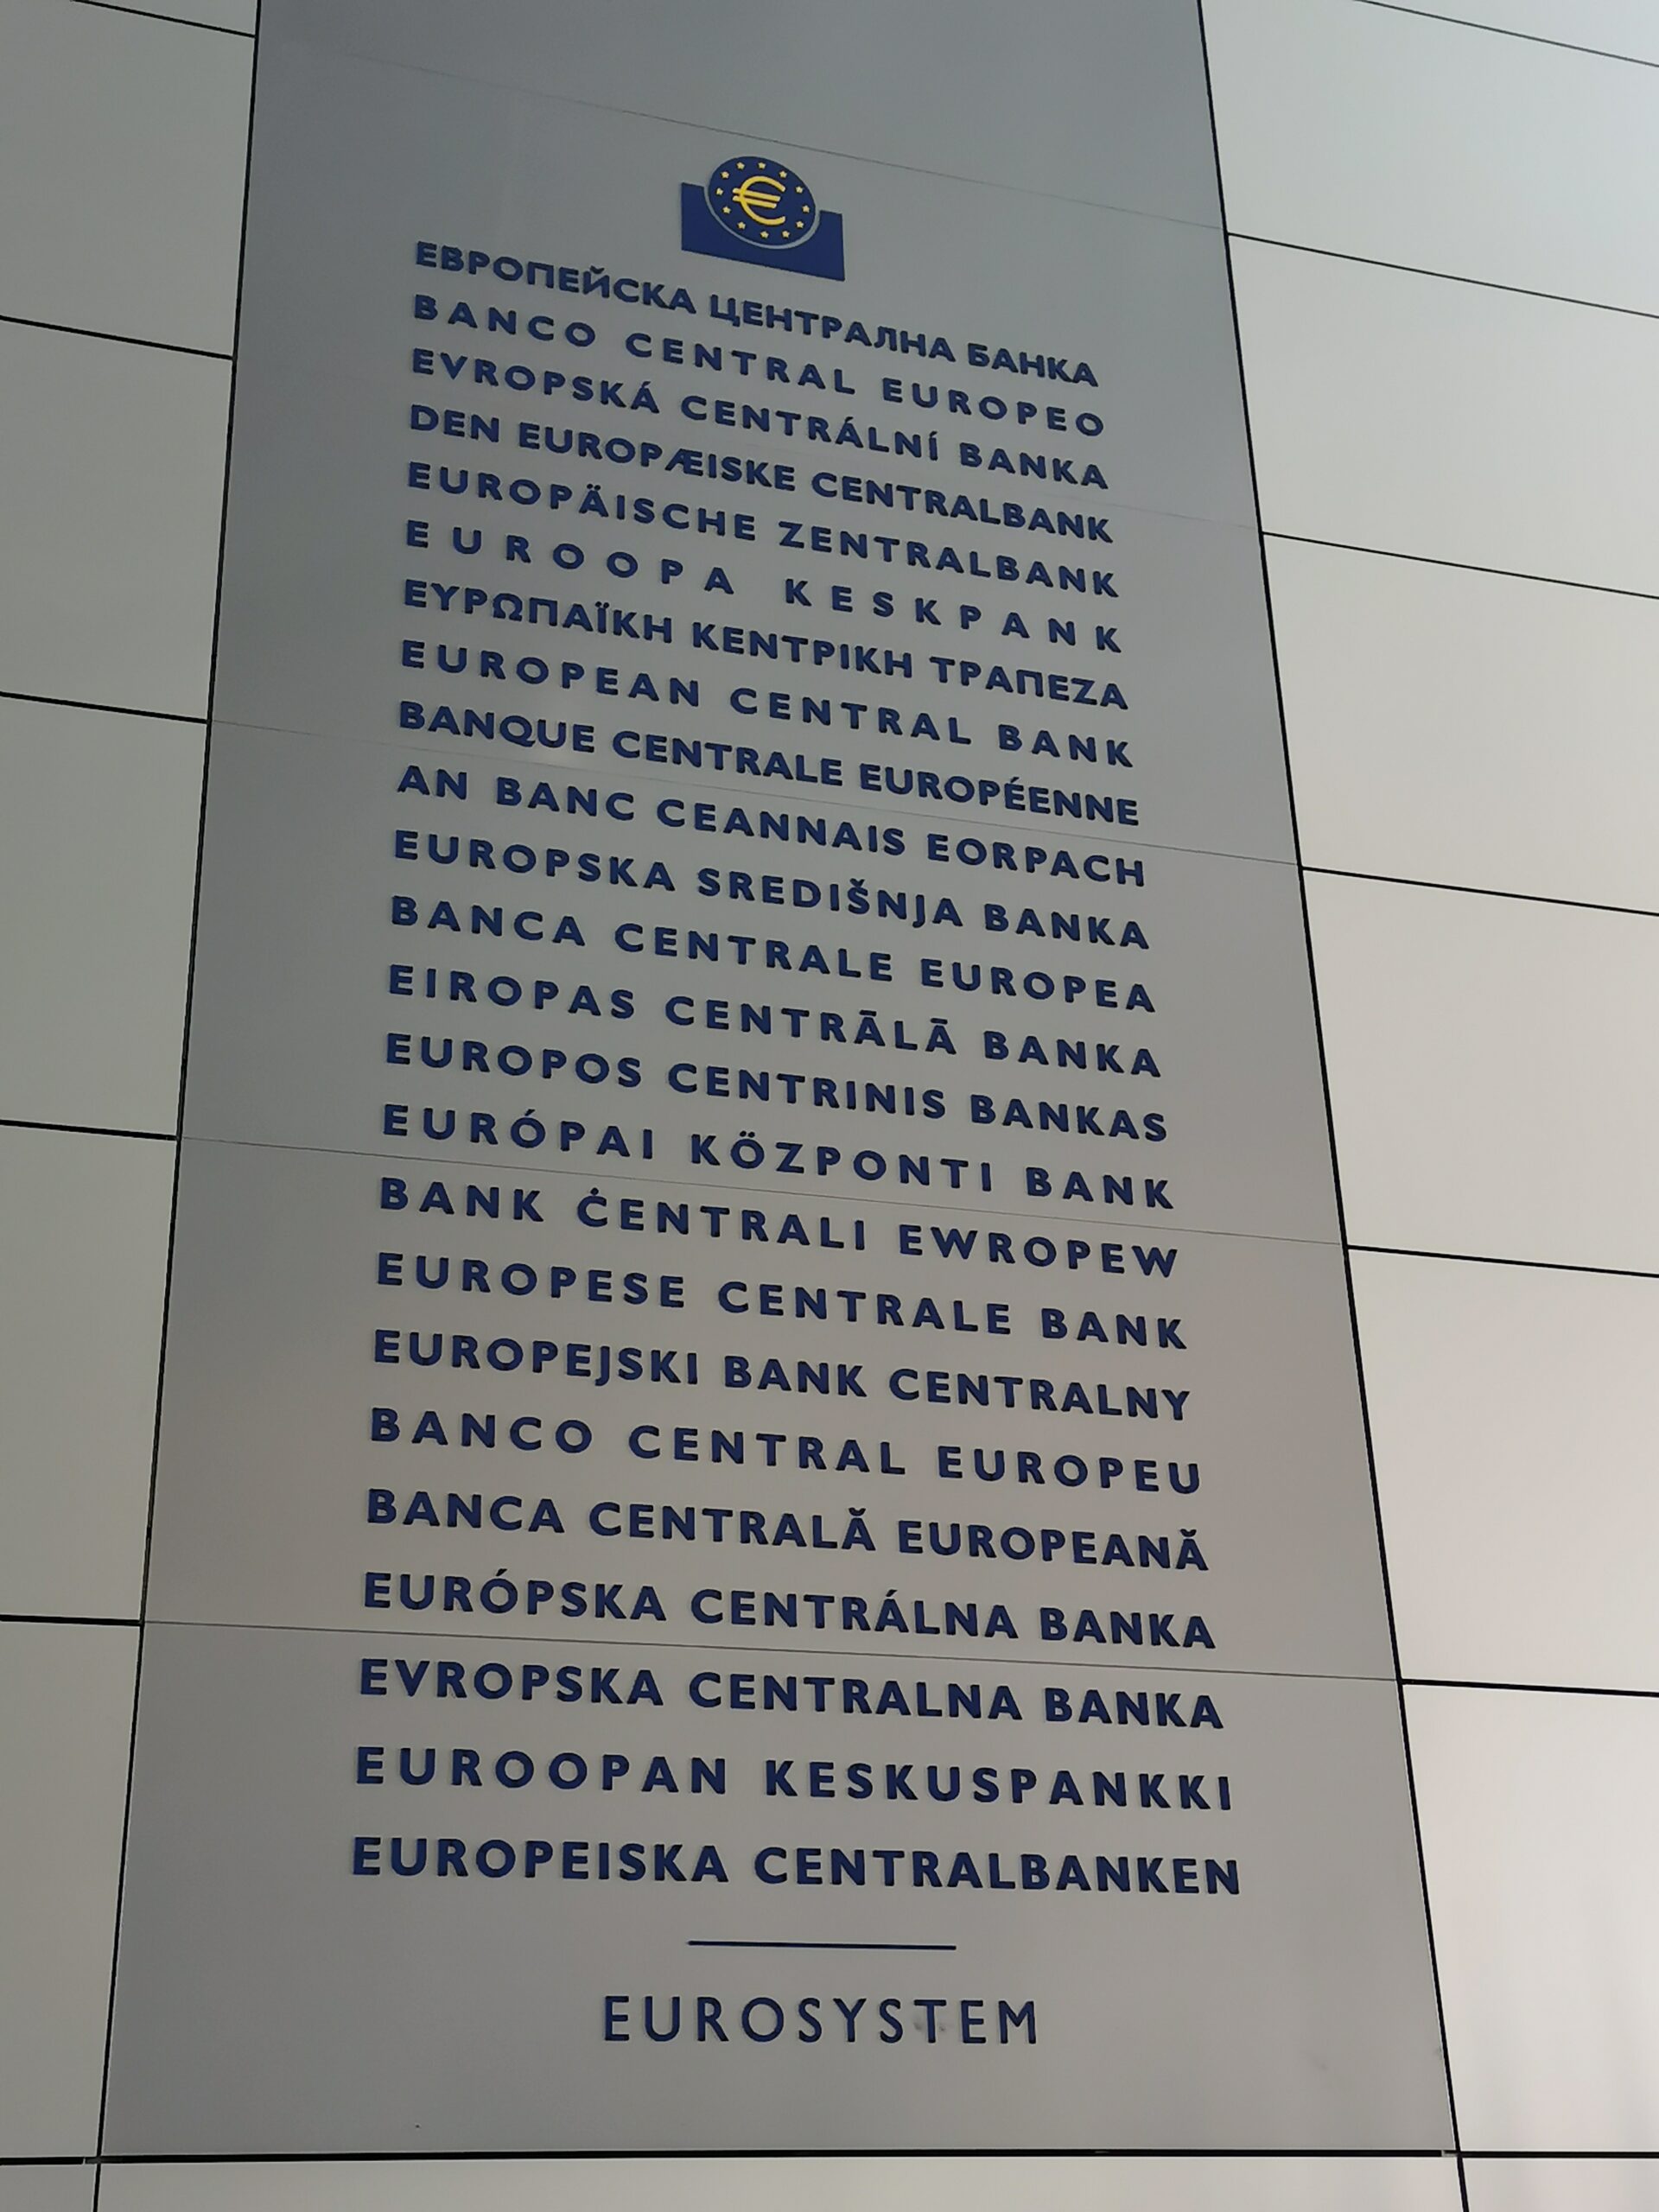 €
ЕВРОПЕЙСКА ЦЕНТРАЛНА БАНКА
BANCO CENTRAL EUROPEO
EVROPSKÁ CENTRÁLNÍ BANKA
DEN EUROPÆISKE CENTRALBANK
EUROPÄISCHE ZENTRALBANK
EUROOPA KESKPANK
ΕΥΡΩΠΑΪΚΗ ΚΕΝΤΡΙΚΗ ΤΡΑΠΕΖΑ
EUROPEAN CENTRAL BANK
BANQUE CENTRALE EUROPÉENNE
AN BANC CEANNAIS EORPACH
EUROPSKA SREDIŠNJA BANKA
BANCA CENTRALE EUROPEA
EIROPAS CENTRĀLĀ BANKA
EUROPOS CENTRINIS BANKAS
EURÓPAI KÖZPONTI BANK
BANK ĊENTRALI EWROPEW
EUROPESE CENTRALE BANK
EUROPEJSKI BANK CENTRALNY
BANCO CENTRAL EUROPEU
BANCA CENTRALĂ EUROPEANĂ
EURÓPSKA CENTRÁLNA BANKA
EVROPSKA CENTRALNA BANKA
EUROOPAN KESKUSPANKKI
EUROPEISKA CENTRALBANKEN
EUROSYSTEM